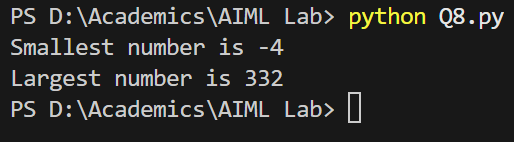 PS D:\Academics\AIML Lab> python Q8.py
Smallest number is -4
Largest number is 332
PS D:\Academics\AIML Lab>